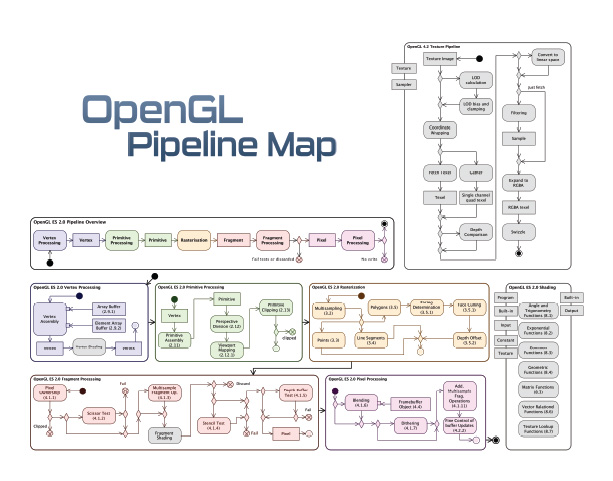 OpenGL
Pipeline Map
OpenGL 4.2 Texture Pipeline
Texture
Sampler
Texture Image
LOD
calculation
LOD bias and
clamping
Coordinate
Wrapping
Texel
Single channel
quad texel
Depth
Comparison
Convert to
linear space
Just fetch
Filtering
Sample
Expand to
RGBA
RGBA texel
Swizzle
OpenGL ES 2.0 Pipeline Overview
Vertex
Processing
Vertex
Primitive
Processing
Primitive
Rasterization
Fragment
Fragment
Processing
Pixel
Pixel
Processing
Fail tests or discarded
No write
OpenGL ES 2.0 Vertex Processing
Vertex
Assembly
Array Buffer
(2.9.1)
Element Array
Buffer (2.9.2)
Vertex Shading
OpenGL ES 2.0 Primitive Processing
Vertex
Primitive
Assembly
(2.11)
Primitive
Perspective
Division (2.12)
Viewport
Mapping
(2.12.1)
Primitive
Clipping (2.13)
clipped
OpenGL ES 2.0 Rasterization
Multisampling
(3.2)
Points (3.3)
Polygons (3.5)
Line Segments
(3.4)
Determination
(3.5.1)
Depth Offset
(3.5.2)
OpenGL ES 2.0 Shading
Program
Built-in
Input
Constant
Texture
Built-in
Output
Angle and
Trigonometry
Functions (8.1)
Exponential
Functions (8.2)
Common
Functions (8.3)
Geometric
Functions (8.4)
Matrix Functions
Vector Relational
Functions (8.6)
Texture Lookup
Functions (8.7)
OpenGL ES 2.0 Fragment Processing
Pixel
Ownership
(4.1.1)
Clipped
Scissor Test
(4.1.2)
Fail
Multisample
Fragment Op.
(4.1.3)
Fragment
Shading
Discard
Stencil Test
(4.1.4)
Fail
Depth Buffer
Test (4.1.5)
Fail
Pixel
OpenGL ES 2.0 Pixel Processing
Blending
(4.1.6)
Framebuffer
Object (4.4)
Dithering
(4.1.7)
Add.
Multisample
Frag.
Operations
Fine Control of
Buffer Updates
(4.2.2)